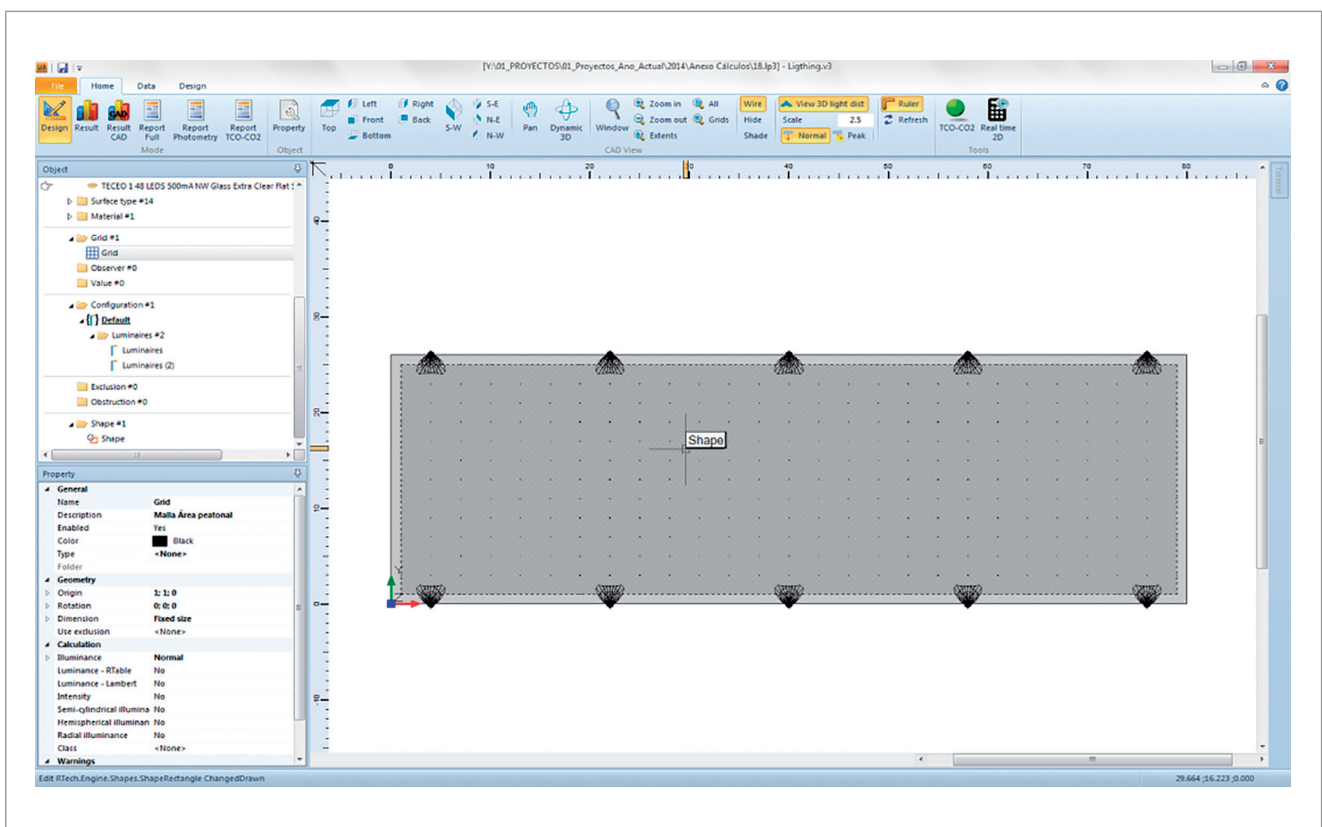 [Y:\01_PROYECTOS\01_Proyectos_Ano_Actual\2014\Anexo Cálculos\18.lp3] - Ligthing.v3
File Home Data Design
Design Result Result CAD Report Full Report Photometry Report TCO-CO2
Mode
Property
Object
Top Left Front Bottom Right Back S-W S-E N-E N-W Pan Dynamic 3D Window Zoom in Zoom out Extents All Grids Wire Hide Shade View 3D light dist Scale 2.5 Normal Peak Ruler Refresh
CAD View
TCO-CO2 Real time 2D
Tools
Object
TECEO 1 48 LEDS 500mA NW Glass Extra Clear Flat
Surface type #14
Material #1
Grid #1
Grid
Observer #0
Value #0
Configuration #1
Default
Luminaires #2
Luminaires
Luminaires (2)
Exclusion #0
Obstruction #0
Shape #1
Shape
Property
General
Name Grid
Description Malla Área peatonal
Enabled Yes
Color Black
Type <None>
Folder
Geometry
Origin 1; 1; 0
Rotation 0; 0; 0
Dimension Fixed size
Use exclusion <None>
Calculation
Illuminance Normal
Luminance - RTable No
Luminance - Lambert No
Intensity No
Semi-cylindrical illumina No
Hemispherical illuminan No
Radial illuminance No
Class <None>
Warnings
0 10 20 30 40 50 60 70 80
40
30
20
10
0
-10
Shape
Y
Tutorial
Edit RTech.Engine.Shapes.ShapeRectangle ChangedDrawn
29.664 ;16.223 ;0.000